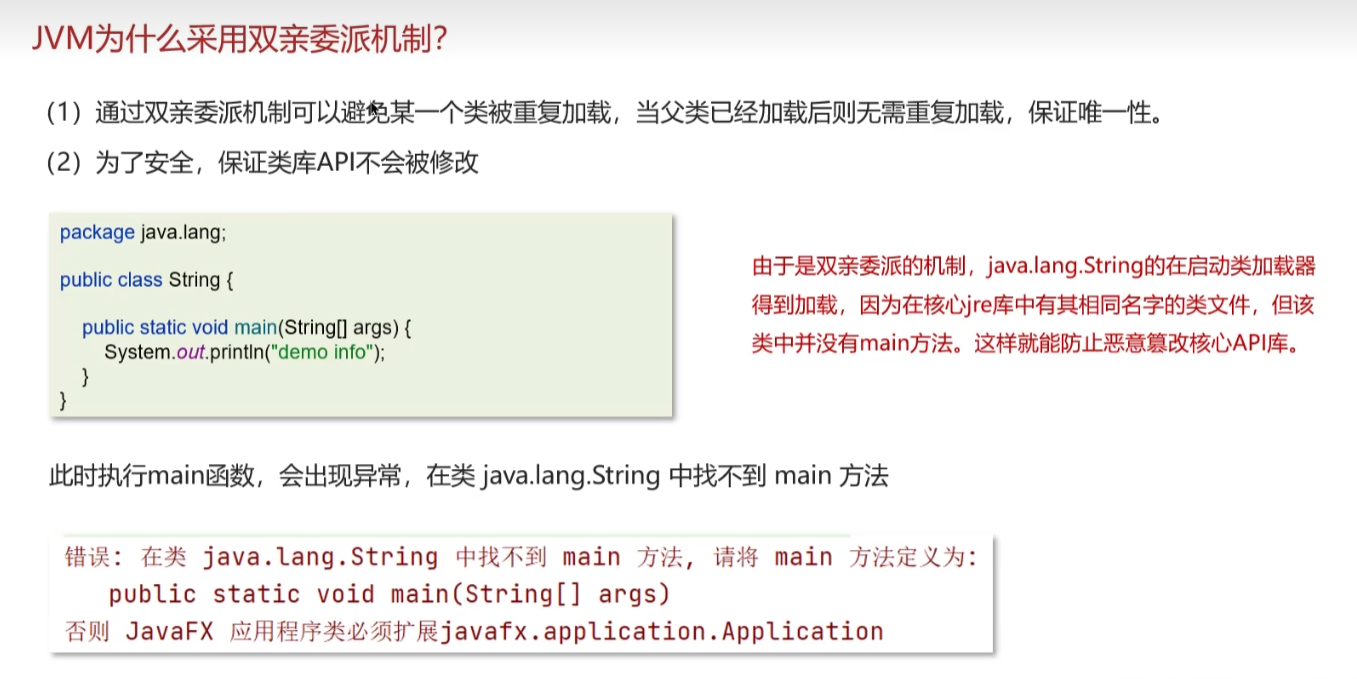 JVM为什么采用双亲委派机制？
（1）通过双亲委派机制可以避免某一个类被重复加载，当父类已经加载后则无需重复加载，保证唯一性。
（2）为了安全，保证类库API不会被修改
package java.lang;
public class String {
public static void main(String[] args) {
System.out.println("demo info");
}
}
由于是双亲委派的机制，java.lang.String的在启动类加载器
得到加载，因为在核心jre库中有其相同名字的类文件，但该
类中并没有main方法。这样就能防止恶意篡改核心API库。
此时执行main函数，会出现异常，在类 java.lang.String 中找不到 main 方法
错误: 在类 java.lang.String 中找不到 main 方法, 请将 main 方法定义为:
public static void main(String[] args)
否则 JavaFX 应用程序类必须扩展javafx.application.Application